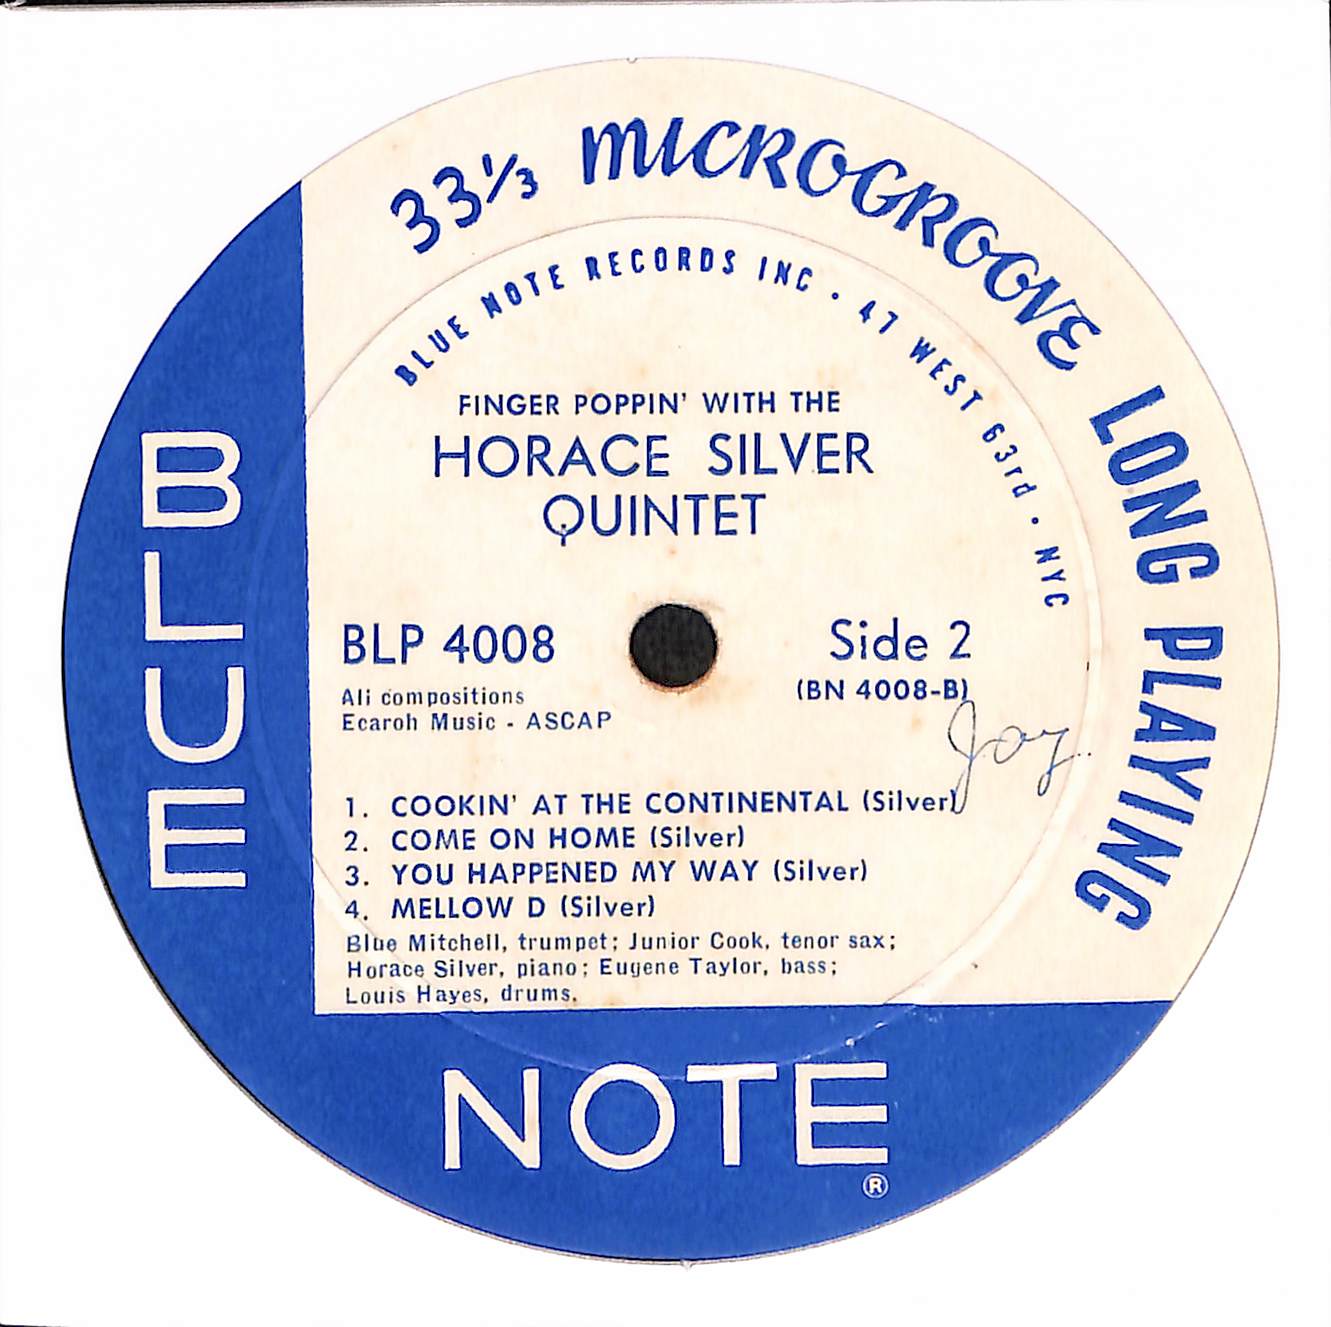 33⅓ MICROGROOVE LONG PLAYING
BLUE NOTE RECORDS INC · 47 WEST 63rd · NYC
FINGER POPPIN' WITH THE
HORACE SILVER
QUINTET
BLP 4008
Side 2
(BN 4008-B)
All compositions
Ecaroh Music - ASCAP
Joy
1. COOKIN' AT THE CONTINENTAL (Silver)
2. COME ON HOME (Silver)
3. YOU HAPPENED MY WAY (Silver)
4. MELLOW D (Silver)
Blue Mitchell, trumpet; Junior Cook, tenor sax;
Horace Silver, piano; Eugene Taylor, bass;
Louis Hayes, drums.
BLUE
NOTE
®